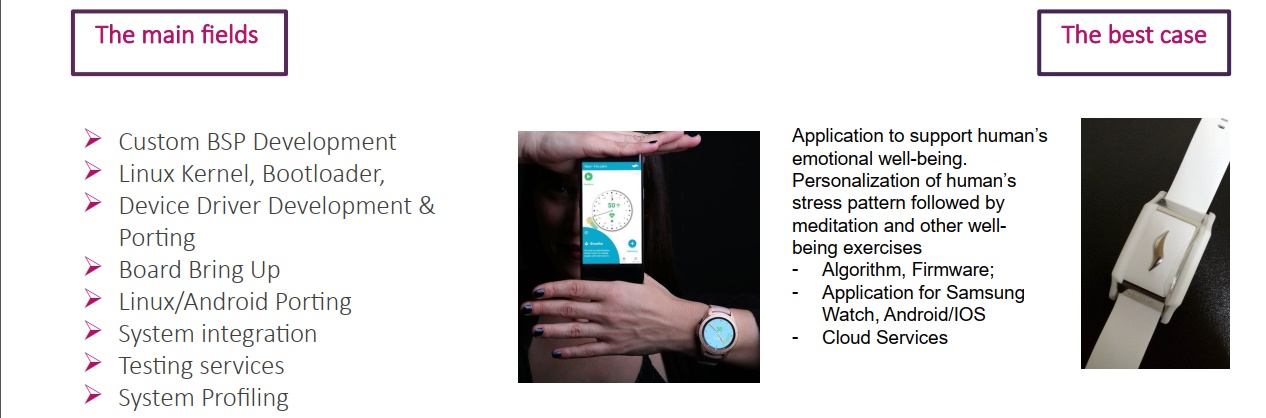 The main fields
The best case
Custom BSP Development
Linux Kernel, Bootloader,
Device Driver Development &
Porting
Board Bring Up
Linux/Android Porting
System integration
Testing services
System Profiling
50
Application to support human’s
emotional well-being.
Personalization of human’s
stress pattern followed by
meditation and other well-
being exercises
- Algorithm, Firmware;
- Application for Samsung
Watch, Android/IOS
- Cloud Services